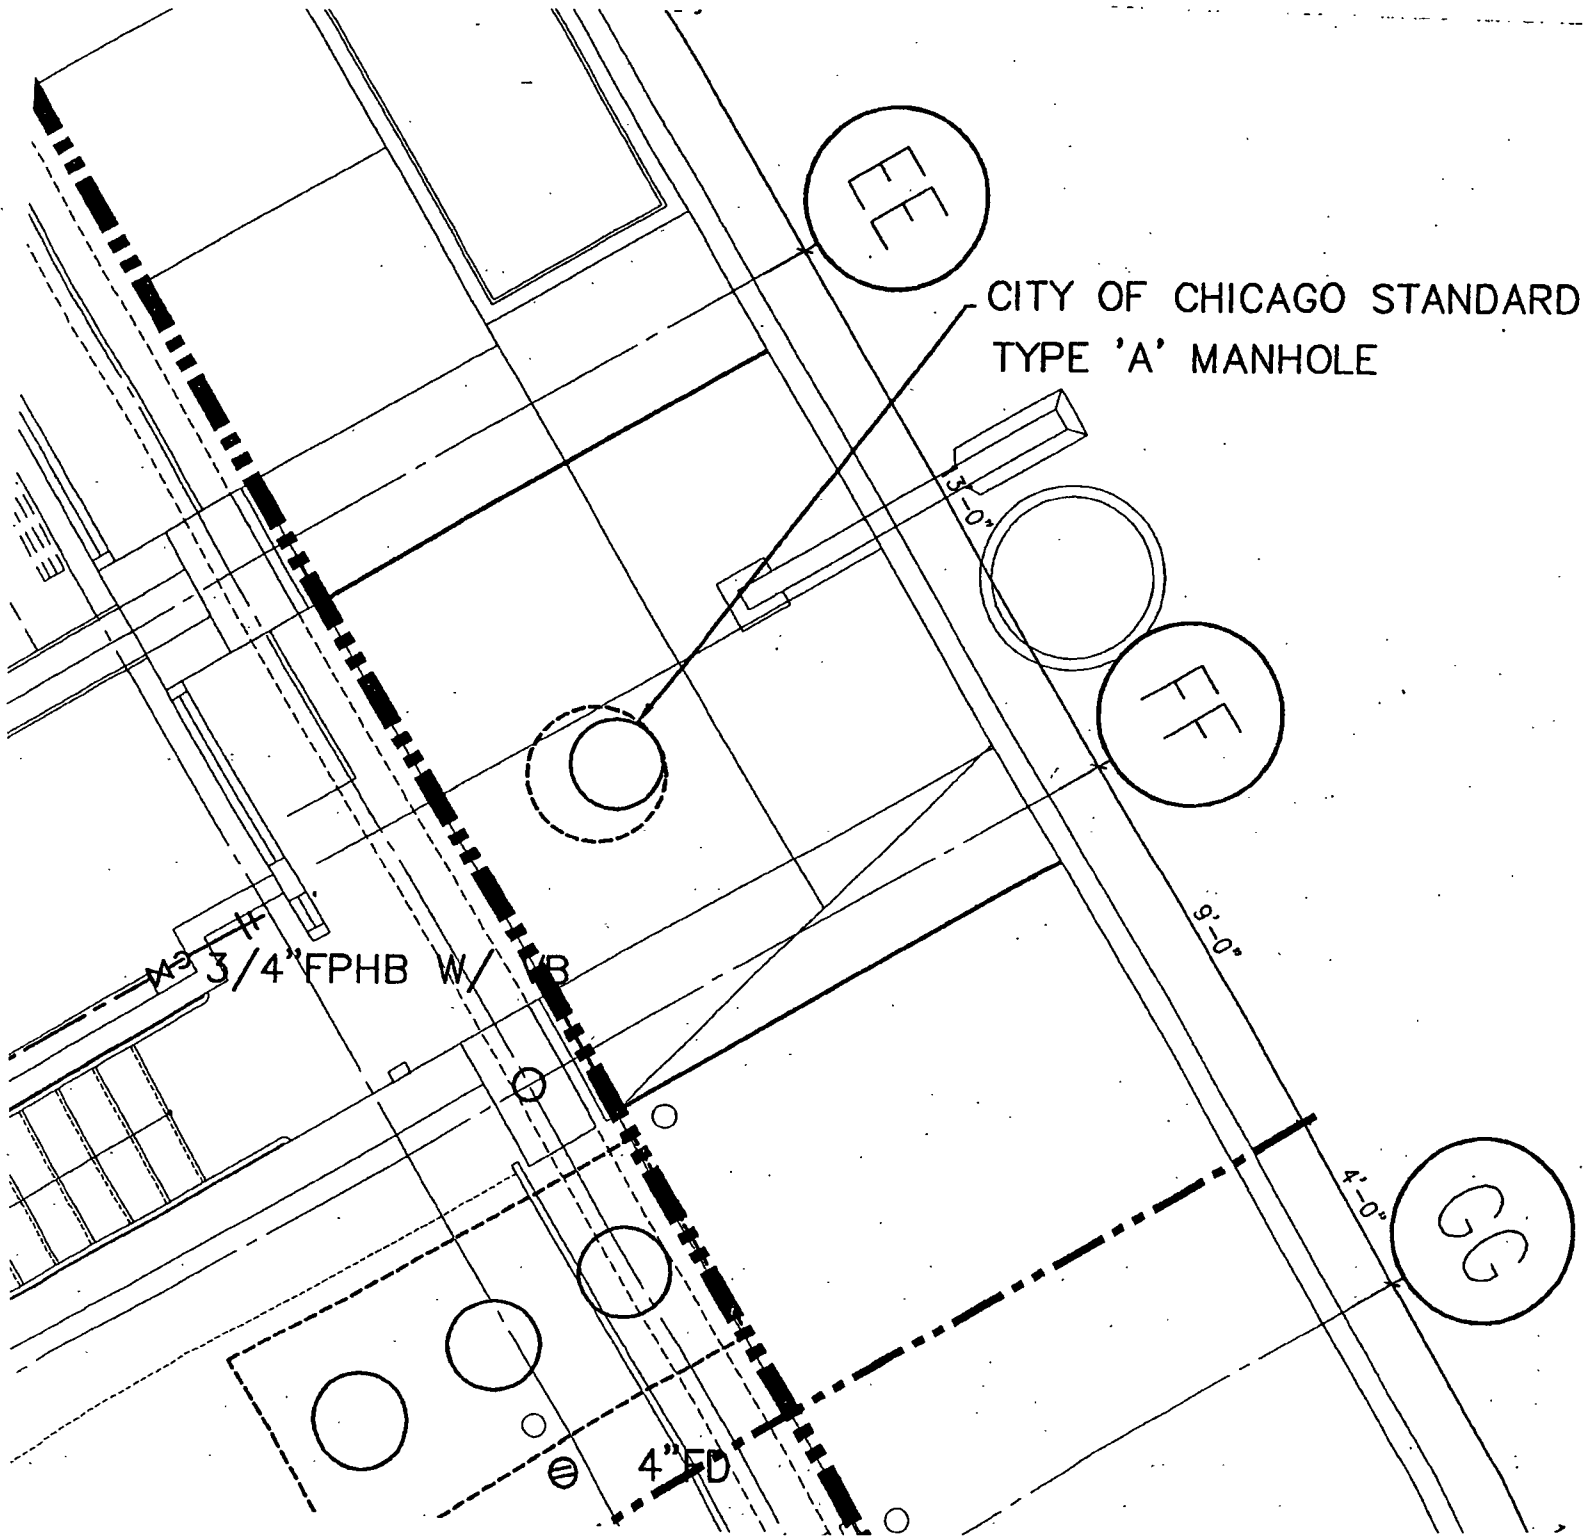 EE
CITY OF CHICAGO STANDARD
TYPE 'A' MANHOLE
3'-0"
FF
9'-0"
3/4"FPHB W/ VB
4'-0"
GG
4"FD